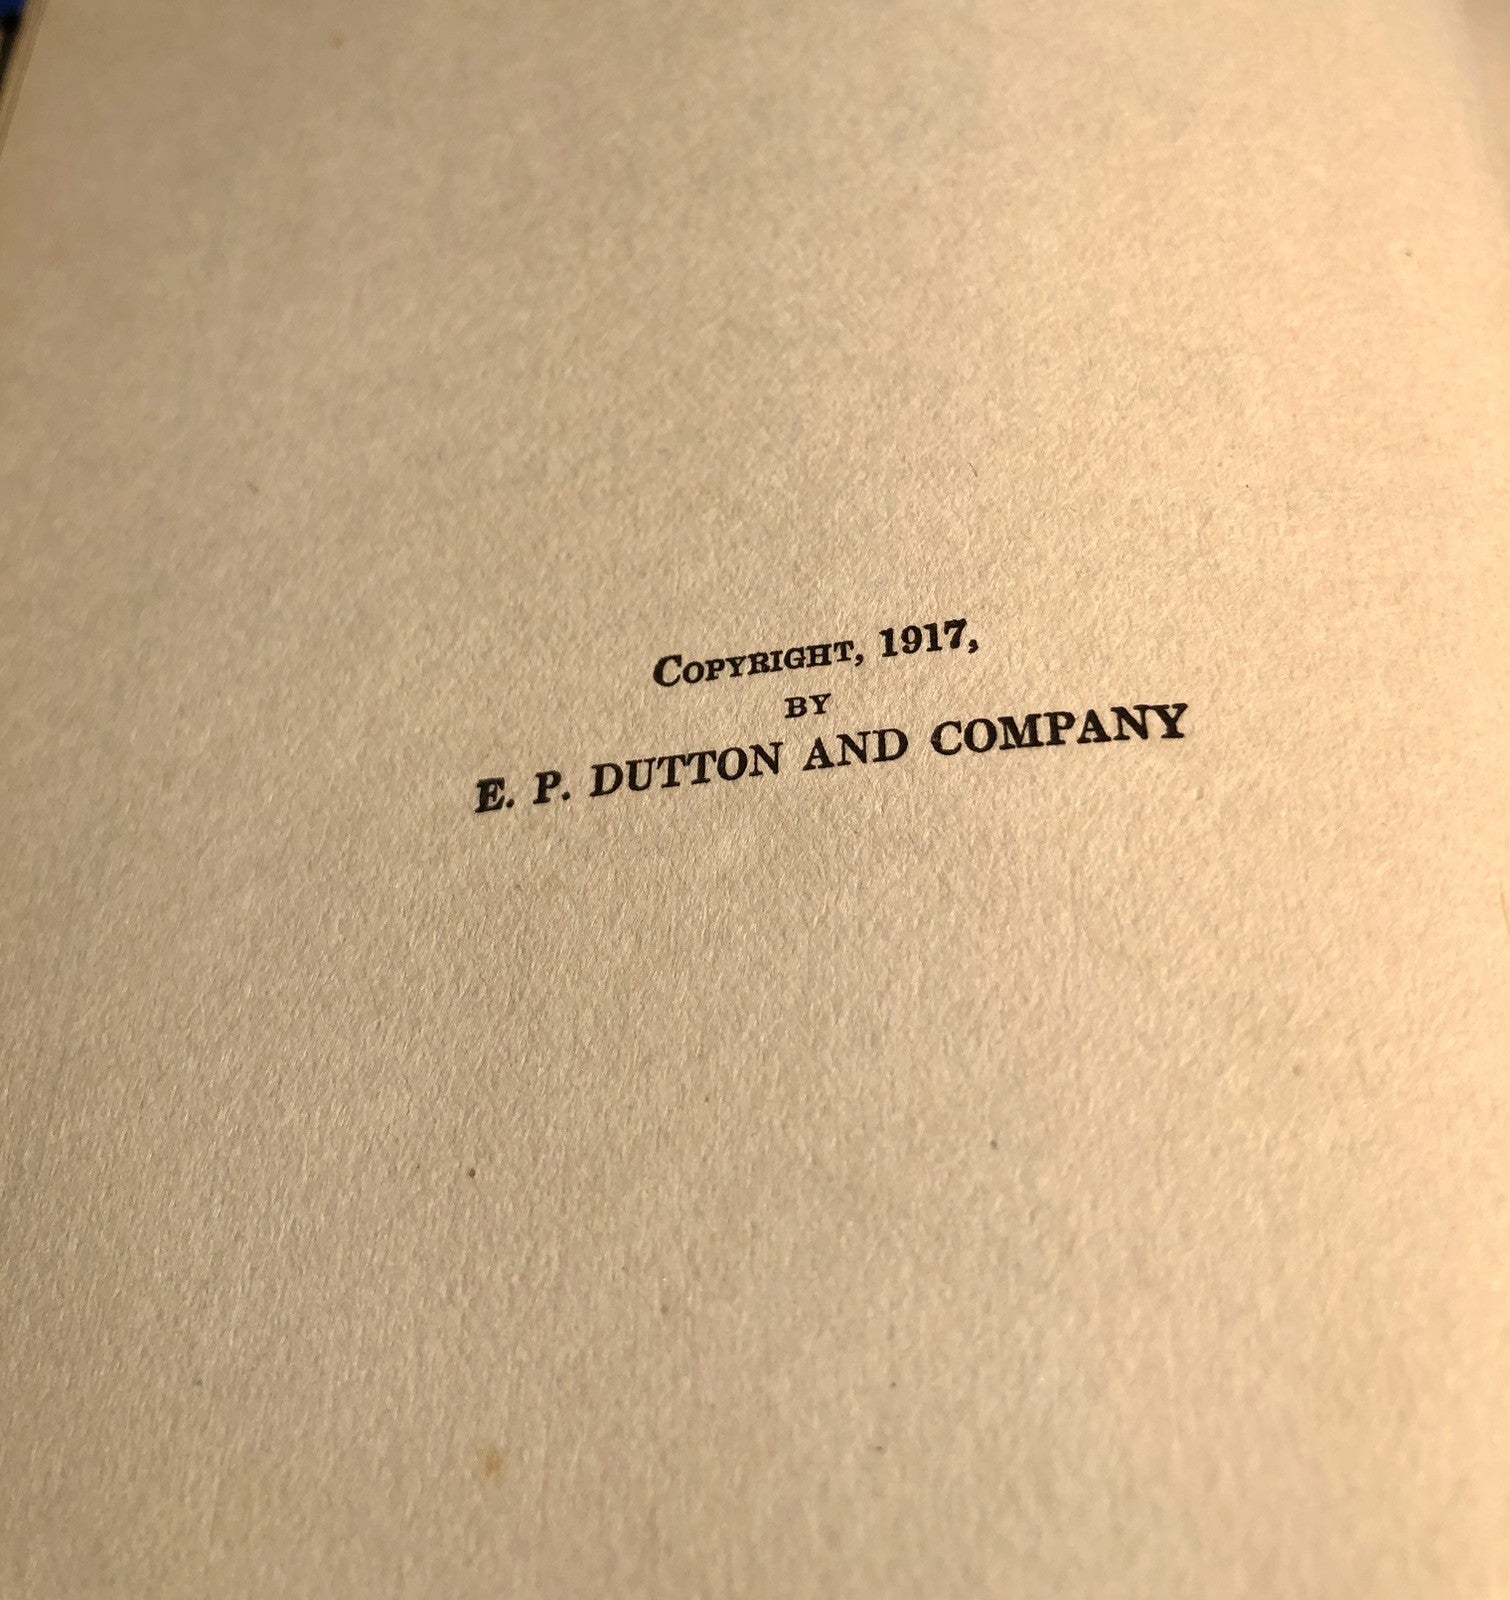 COPYRIGHT, 1917,
BY
E. P. DUTTON AND COMPANY